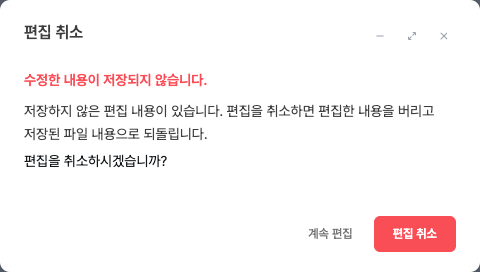 편집 취소
수정한 내용이 저장되지 않습니다.
저장하지 않은 편집 내용이 있습니다. 편집을 취소하면 편집한 내용을 버리고
저장된 파일 내용으로 되돌립니다.
편집을 취소하시겠습니까?
계속 편집
편집 취소